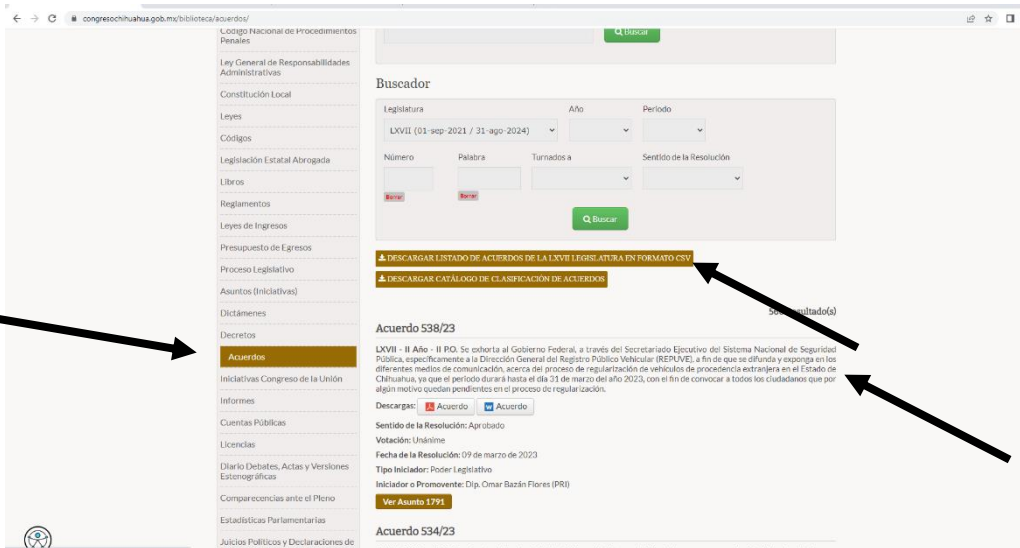 congresochihuahua.gob.mx/biblioteca/acuerdos/
Código Nacional de Procedimientos
Penales
Ley General de Responsabilidades
Administrativas
Constitución Local
Leyes
Códigos
Legislación Estatal Abrogada
Libros
Reglamentos
Leyes de Ingresos
Presupuesto de Egresos
Proceso Legislativo
Asuntos (Iniciativas)
Dictámenes
Decretos
Acuerdos
Iniciativas Congreso de la Unión
Informes
Cuentas Públicas
Licencias
Diario Debates, Actas y Versiones
Estenográficas
Comparecencias ante el Pleno
Estadísticas Parlamentarias
Juicios Políticos y Declaraciones de
Buscar
Buscador
Legislatura Año Periodo
LXVII (01-sep-2021 / 31-ago-2024)
Número Palabra Turnados a Sentido de la Resolución
Borrar Borrar
Buscar
DESCARGAR LISTADO DE ACUERDOS DE LA LXVII LEGISLATURA EN FORMATO CSV
DESCARGAR CATÁLOGO DE CLASIFICACIÓN DE ACUERDOS
Acuerdo 538/23
LXVII - II Año - II P.O. Se exhorta al Gobierno Federal, a través del Secretariado Ejecutivo del Sistema Nacional de Seguridad
Pública, específicamente a la Dirección General del Registro Público Vehicular (REPUVE), a fin de que se difunda y exponga en los
diferentes medios de comunicación, acerca del proceso de regularización de vehículos de procedencia extranjera en el Estado de
Chihuahua, ya que el periodo durará hasta el día 31 de marzo del año 2023, con el fin de convocar a todos los ciudadanos que por
algún motivo quedan pendientes en el proceso de regularización.
Descargas: Acuerdo Acuerdo
Sentido de la Resolución: Aprobado
Votación: Unánime
Fecha de la Resolución: 09 de marzo de 2023
Tipo Iniciador: Poder Legislativo
Iniciador o Promovente: Dip. Omar Bazán Flores (PRI)
Ver Asunto 1791
Acuerdo 534/23